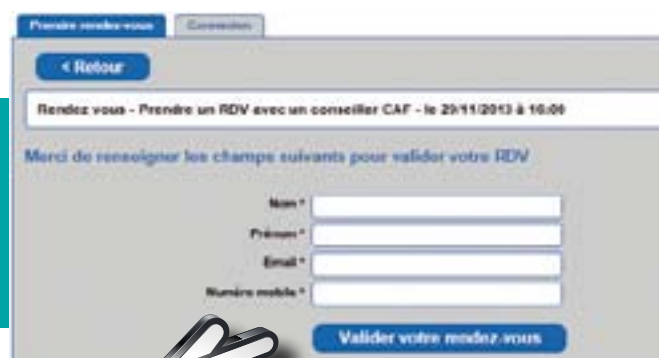 Prendre rendez-vous
Connexion
< Retour
Rendez vous - Prendre un RDV avec un conseiller CAF - le 29/11/2013 à 16:00
Merci de renseigner les champs suivants pour valider votre RDV
Nom *
Prénom *
Email *
Numéro mobile *
Valider votre rendez-vous